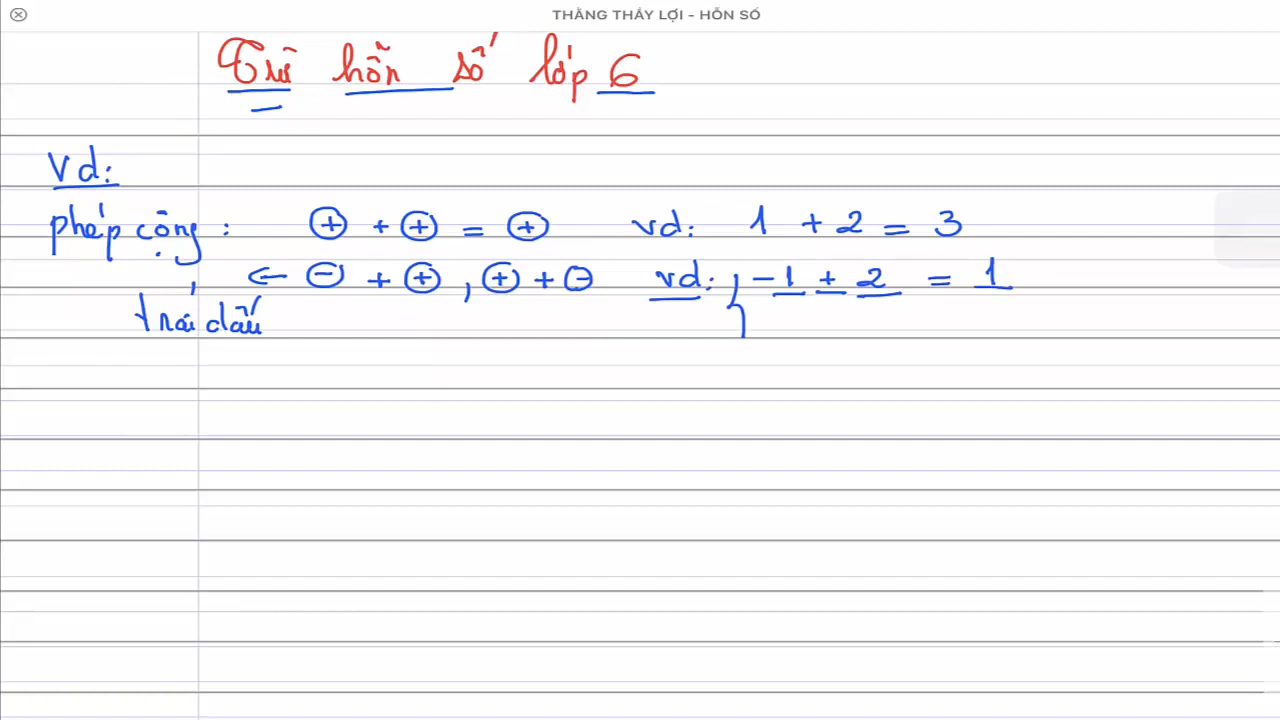 THẮNG THẦY LỢI - HỖN SỐ
Trừ hỗn số lớp 6
Vd:
phép cộng : ⊕ + ⊕ = ⊕ vd: 1 + 2 = 3
← ⊖ + ⊕ , ⊕ + ⊖ vd: { -1 + 2 = 1
trái dấu